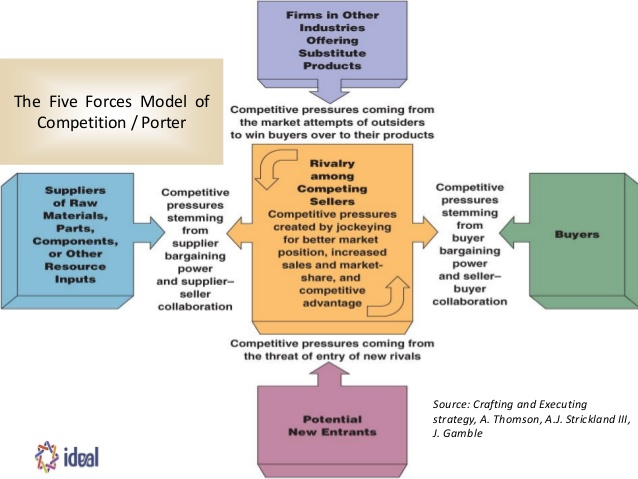 Firms in Other
Industries
Offering
Substitute
Products
The Five Forces Model of
Competition / Porter
Competitive pressures coming from
the market attempts of outsiders
to win buyers over to their products
Suppliers
of Raw
Materials,
Parts,
Components,
or Other
Resource
Inputs
Competitive
pressures
stemming
from
supplier
bargaining
power
and supplier–
seller
collaboration
Rivalry
among
Competing
Sellers
Competitive pressures
created by jockeying
for better market
position, increased
sales and market-
share, and
competitive
advantage
Competitive
pressures
stemming
from
buyer
bargaining
power
and seller–
buyer
collaboration
Buyers
Competitive pressures coming from
the threat of entry of new rivals
Potential
New Entrants
Source: Crafting and Executing
strategy, A. Thomson, A.J. Strickland III,
J. Gamble
ideal